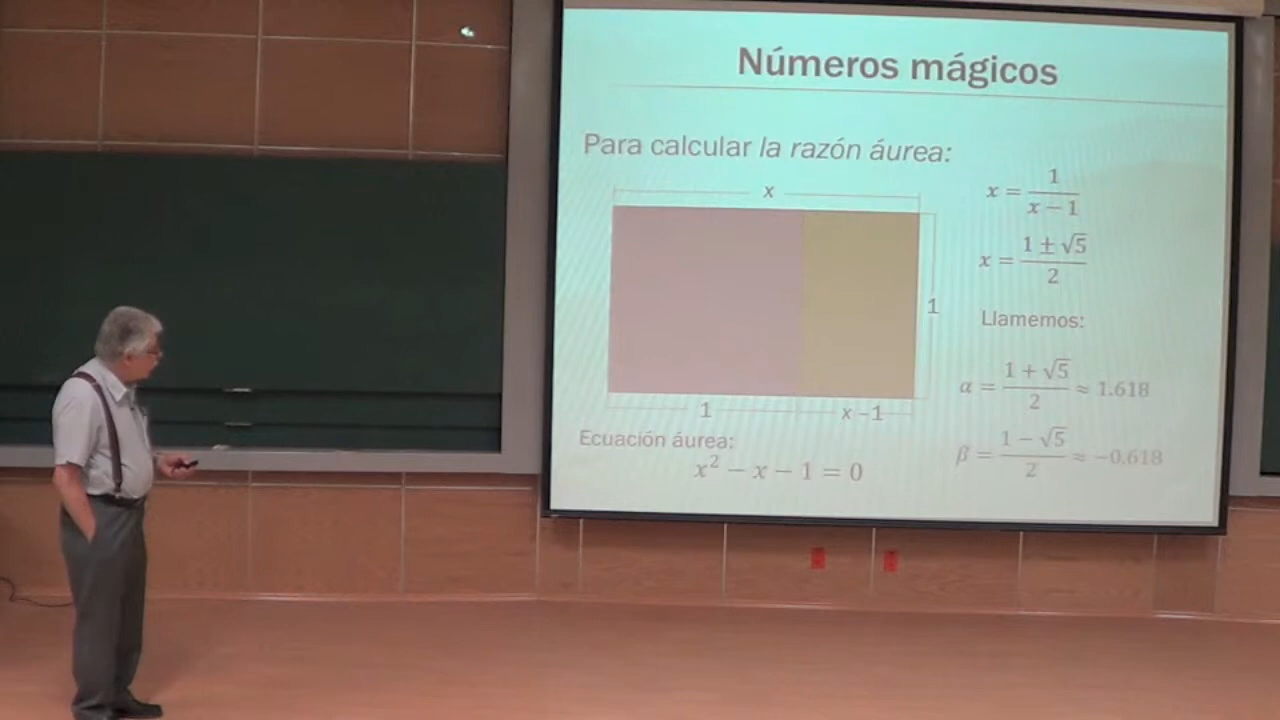 Números mágicos
Para calcular la razón áurea:
x
1
1
x – 1
Ecuación áurea:
x² − x − 1 = 0
x = 1 / (x − 1)
x = (1 ± √5) / 2
Llamemos:
α = (1 + √5) / 2 ≈ 1.618
β = (1 − √5) / 2 ≈ −0.618